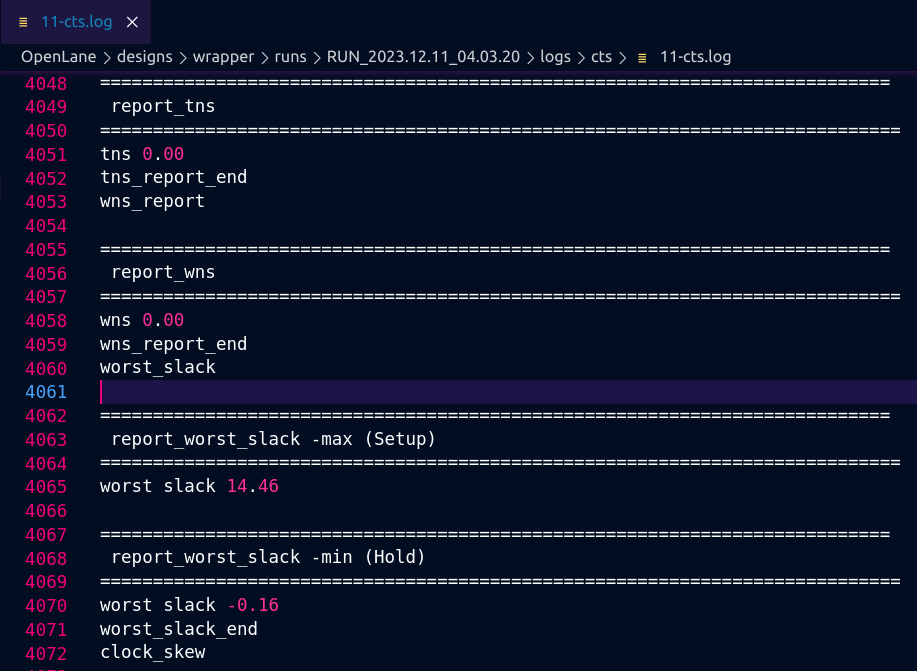 11-cts.log
OpenLane > designs > wrapper > runs > RUN_2023.12.11_04.03.20 > logs > cts > 11-cts.log
4048 ===========================================================================
4049  report_tns
4050 ============================================================================
4051 tns 0.00
4052 tns_report_end
4053 wns_report
4054
4055 ===========================================================================
4056  report_wns
4057 ============================================================================
4058 wns 0.00
4059 wns_report_end
4060 worst_slack
4061
4062 ===========================================================================
4063  report_worst_slack -max (Setup)
4064 ============================================================================
4065 worst slack 14.46
4066
4067 ===========================================================================
4068  report_worst_slack -min (Hold)
4069 ============================================================================
4070 worst slack -0.16
4071 worst_slack_end
4072 clock_skew